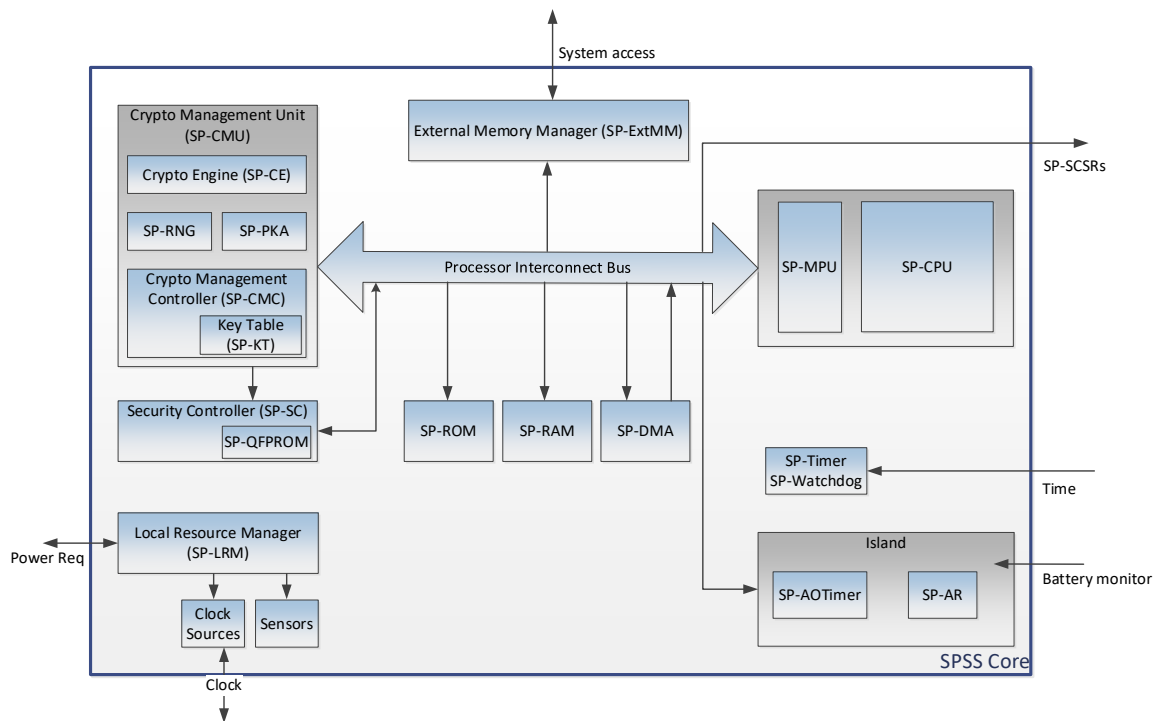 System access
Crypto Management Unit
(SP-CMU)
External Memory Manager (SP-ExtMM)
SP-SCSRs
Crypto Engine (SP-CE)
SP-RNG
SP-PKA
Crypto Management
Controller (SP-CMC)
Key Table
(SP-KT)
Processor Interconnect Bus
SP-MPU
SP-CPU
Security Controller (SP-SC)
SP-QFPROM
SP-ROM
SP-RAM
SP-DMA
SP-Timer
SP-Watchdog
Time
Local Resource Manager
(SP-LRM)
Power Req
Island
Battery monitor
SP-AOTimer
SP-AR
Clock
Sources
Sensors
SPSS Core
Clock